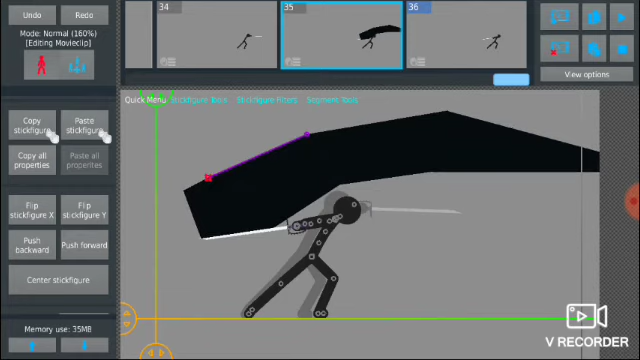 Undo
Redo
34
35
36
Mode: Normal (160%)
[Editing Movieclip]
View options
Quick Menu
Stickfigure Tools
Stickfigure Filters
Segment Tools
Copy
stickfigure
Paste
stickfigure
Copy all
properties
Paste all
properties
Flip
stickfigure X
Flip
stickfigure Y
Push
backward
Push forward
Center stickfigure
Memory use: 35MB
V RECORDER